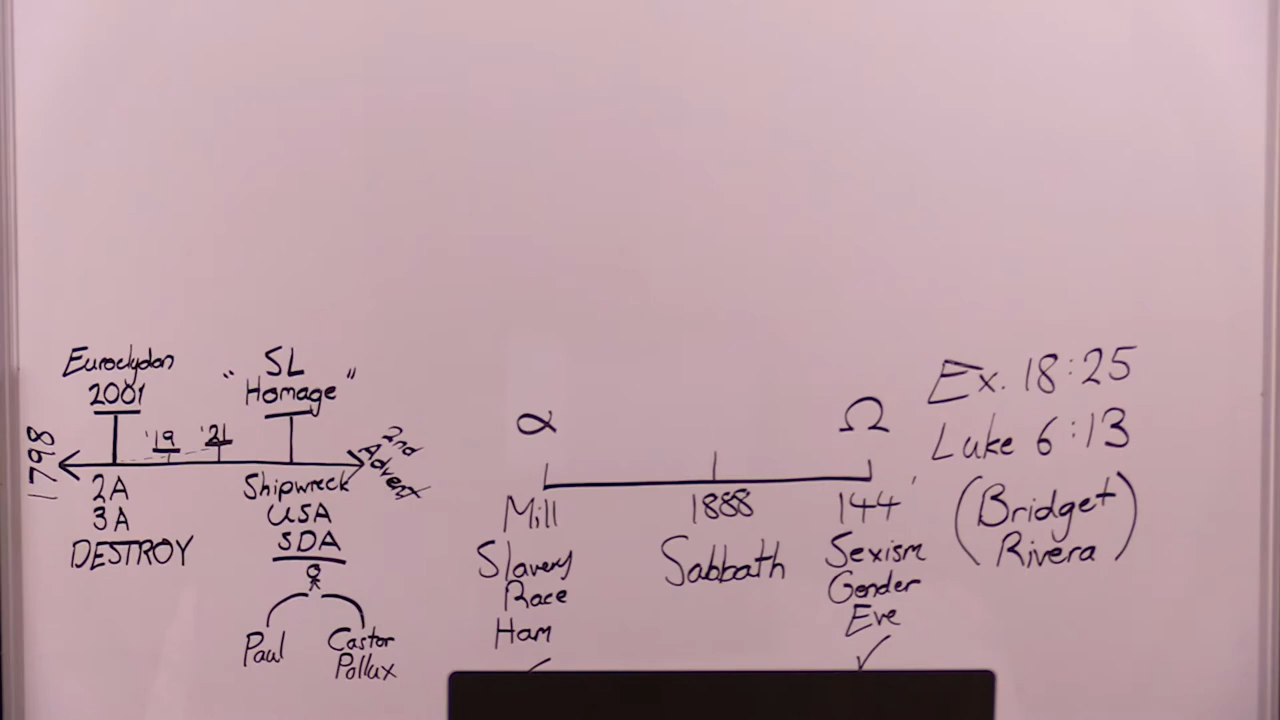 Euroclydon
2001
"SL
Homage"
'19
'21
1798
2nd
Advent
2A
3A
DESTROY
Shipwreck
USA
SDA
Paul
Castor
Pollux
α
Ω
Mill
1888
144'
Slavery
Race
Ham
Sabbath
Sexism
Gender
Eve
Ex. 18:25
Luke 6:13
(Bridget
Rivera)